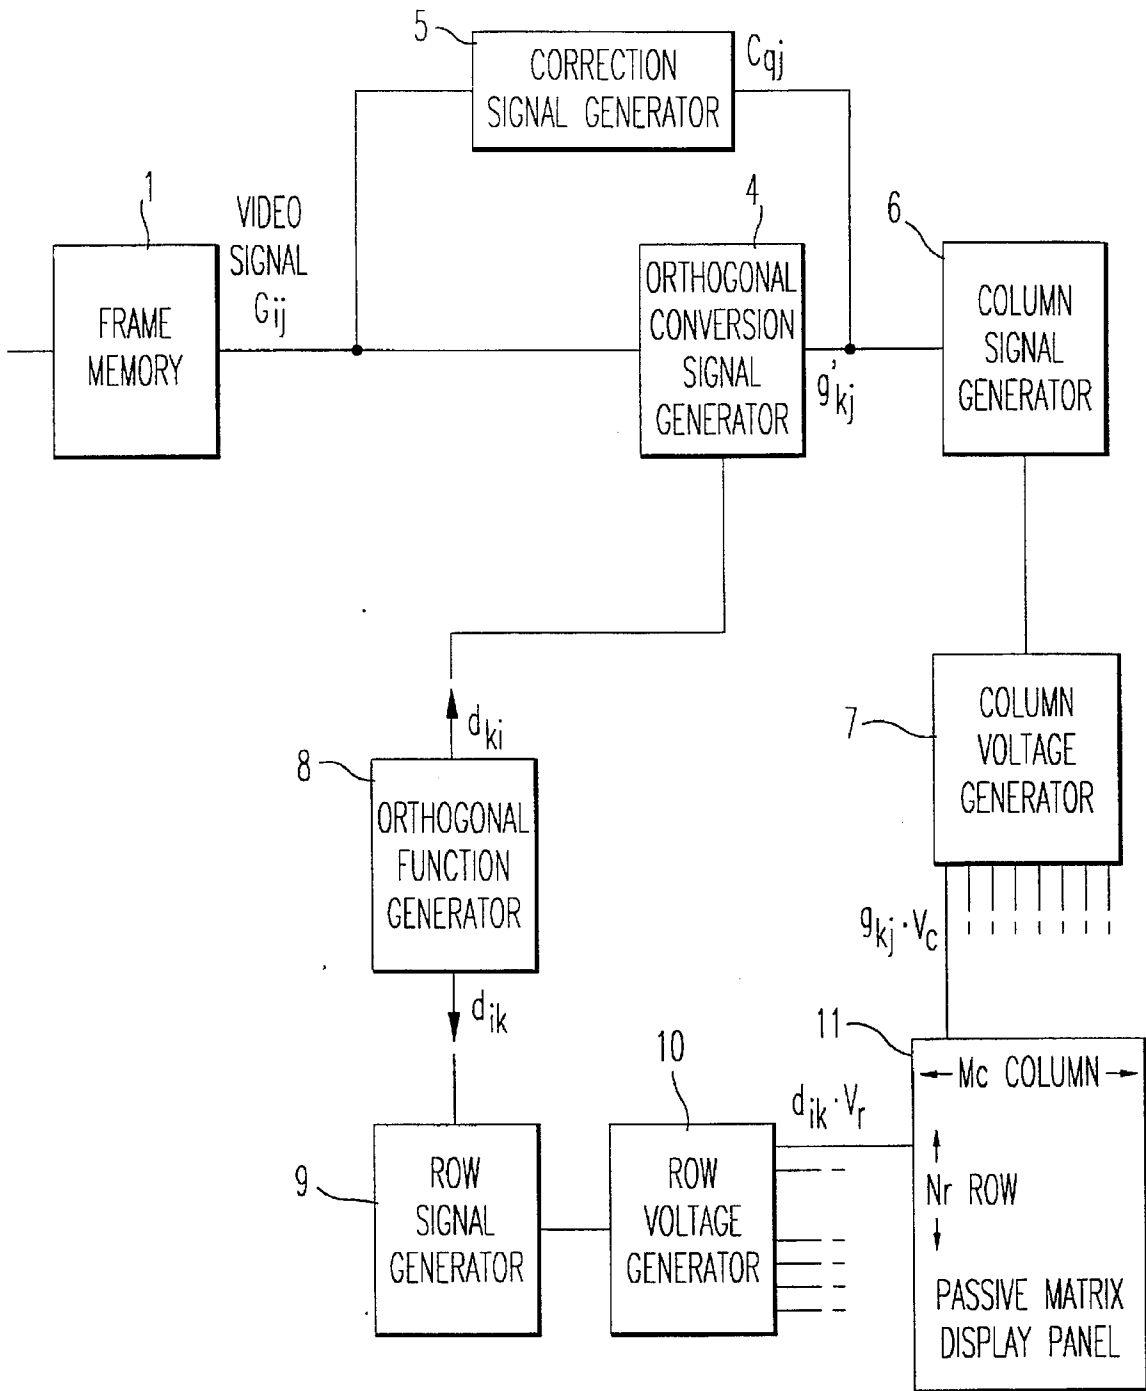 5
CORRECTION
SIGNAL GENERATOR
Cqj
1
VIDEO
SIGNAL
Gij
FRAME
MEMORY
4
ORTHOGONAL
CONVERSION
SIGNAL
GENERATOR
g'kj
6
COLUMN
SIGNAL
GENERATOR
7
COLUMN
VOLTAGE
GENERATOR
dki
8
ORTHOGONAL
FUNCTION
GENERATOR
dik
gkj·Vc
9
ROW
SIGNAL
GENERATOR
10
ROW
VOLTAGE
GENERATOR
dik·Vr
11
Mc COLUMN
Nr ROW
PASSIVE MATRIX
DISPLAY PANEL